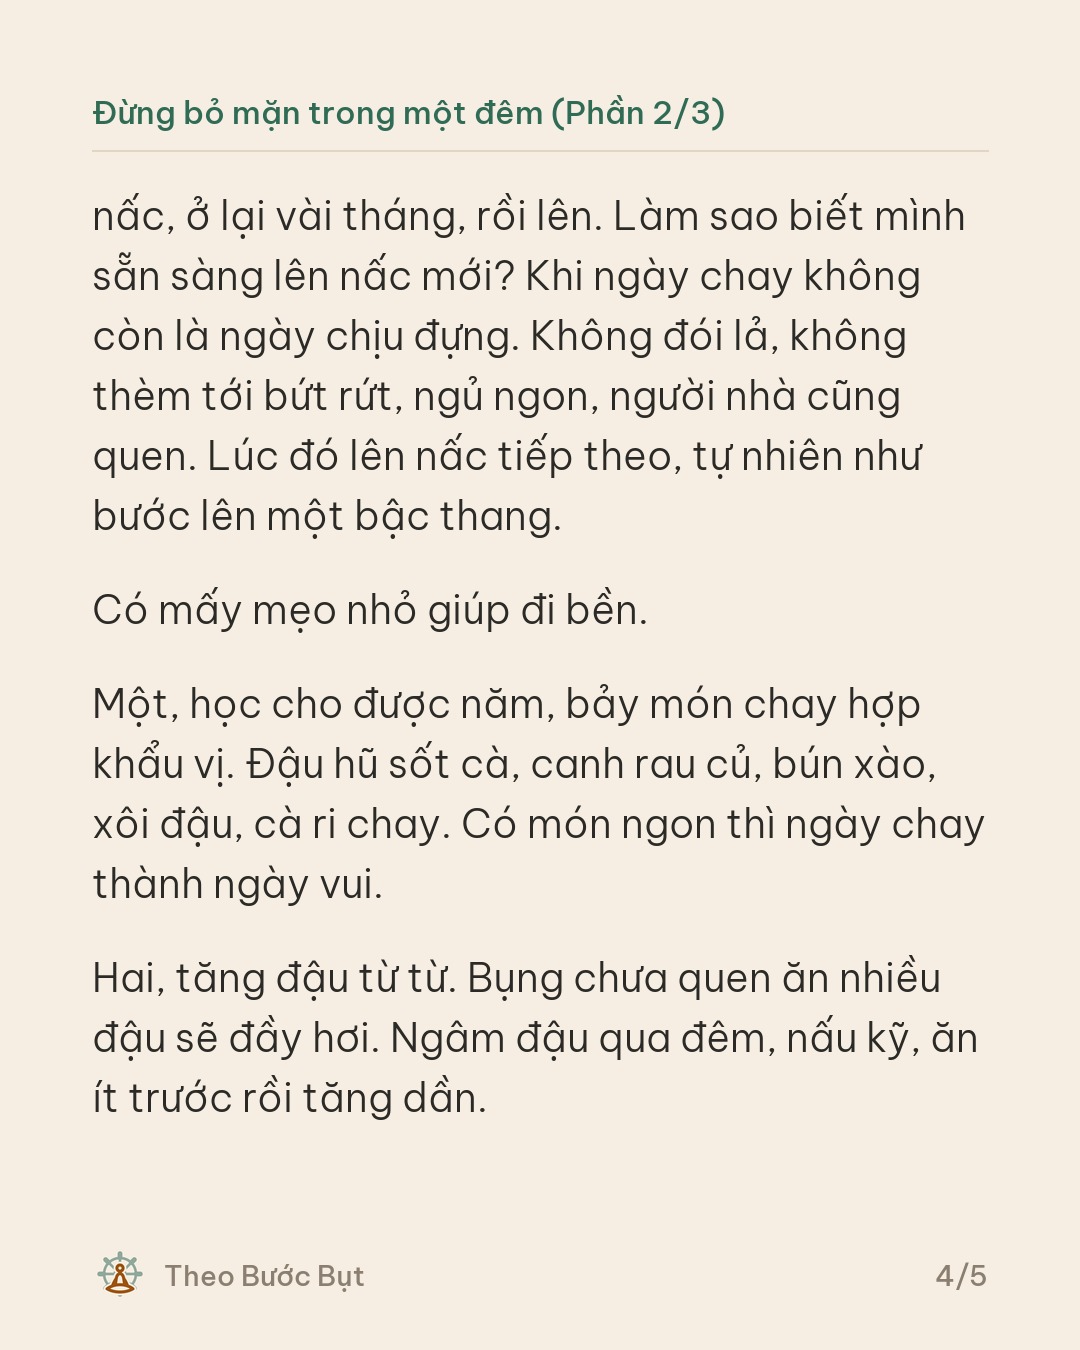 Đừng bỏ mặn trong một đêm (Phần 2/3)
nấc, ở lại vài tháng, rồi lên. Làm sao biết mình
sẵn sàng lên nấc mới? Khi ngày chay không
còn là ngày chịu đựng. Không đói lả, không
thèm tới bứt rứt, ngủ ngon, người nhà cũng
quen. Lúc đó lên nấc tiếp theo, tự nhiên như
bước lên một bậc thang.
Có mấy mẹo nhỏ giúp đi bền.
Một, học cho được năm, bảy món chay hợp
khẩu vị. Đậu hũ sốt cà, canh rau củ, bún xào,
xôi đậu, cà ri chay. Có món ngon thì ngày chay
thành ngày vui.
Hai, tăng đậu từ từ. Bụng chưa quen ăn nhiều
đậu sẽ đầy hơi. Ngâm đậu qua đêm, nấu kỹ, ăn
ít trước rồi tăng dần.
Theo Bước Bụt
4/5